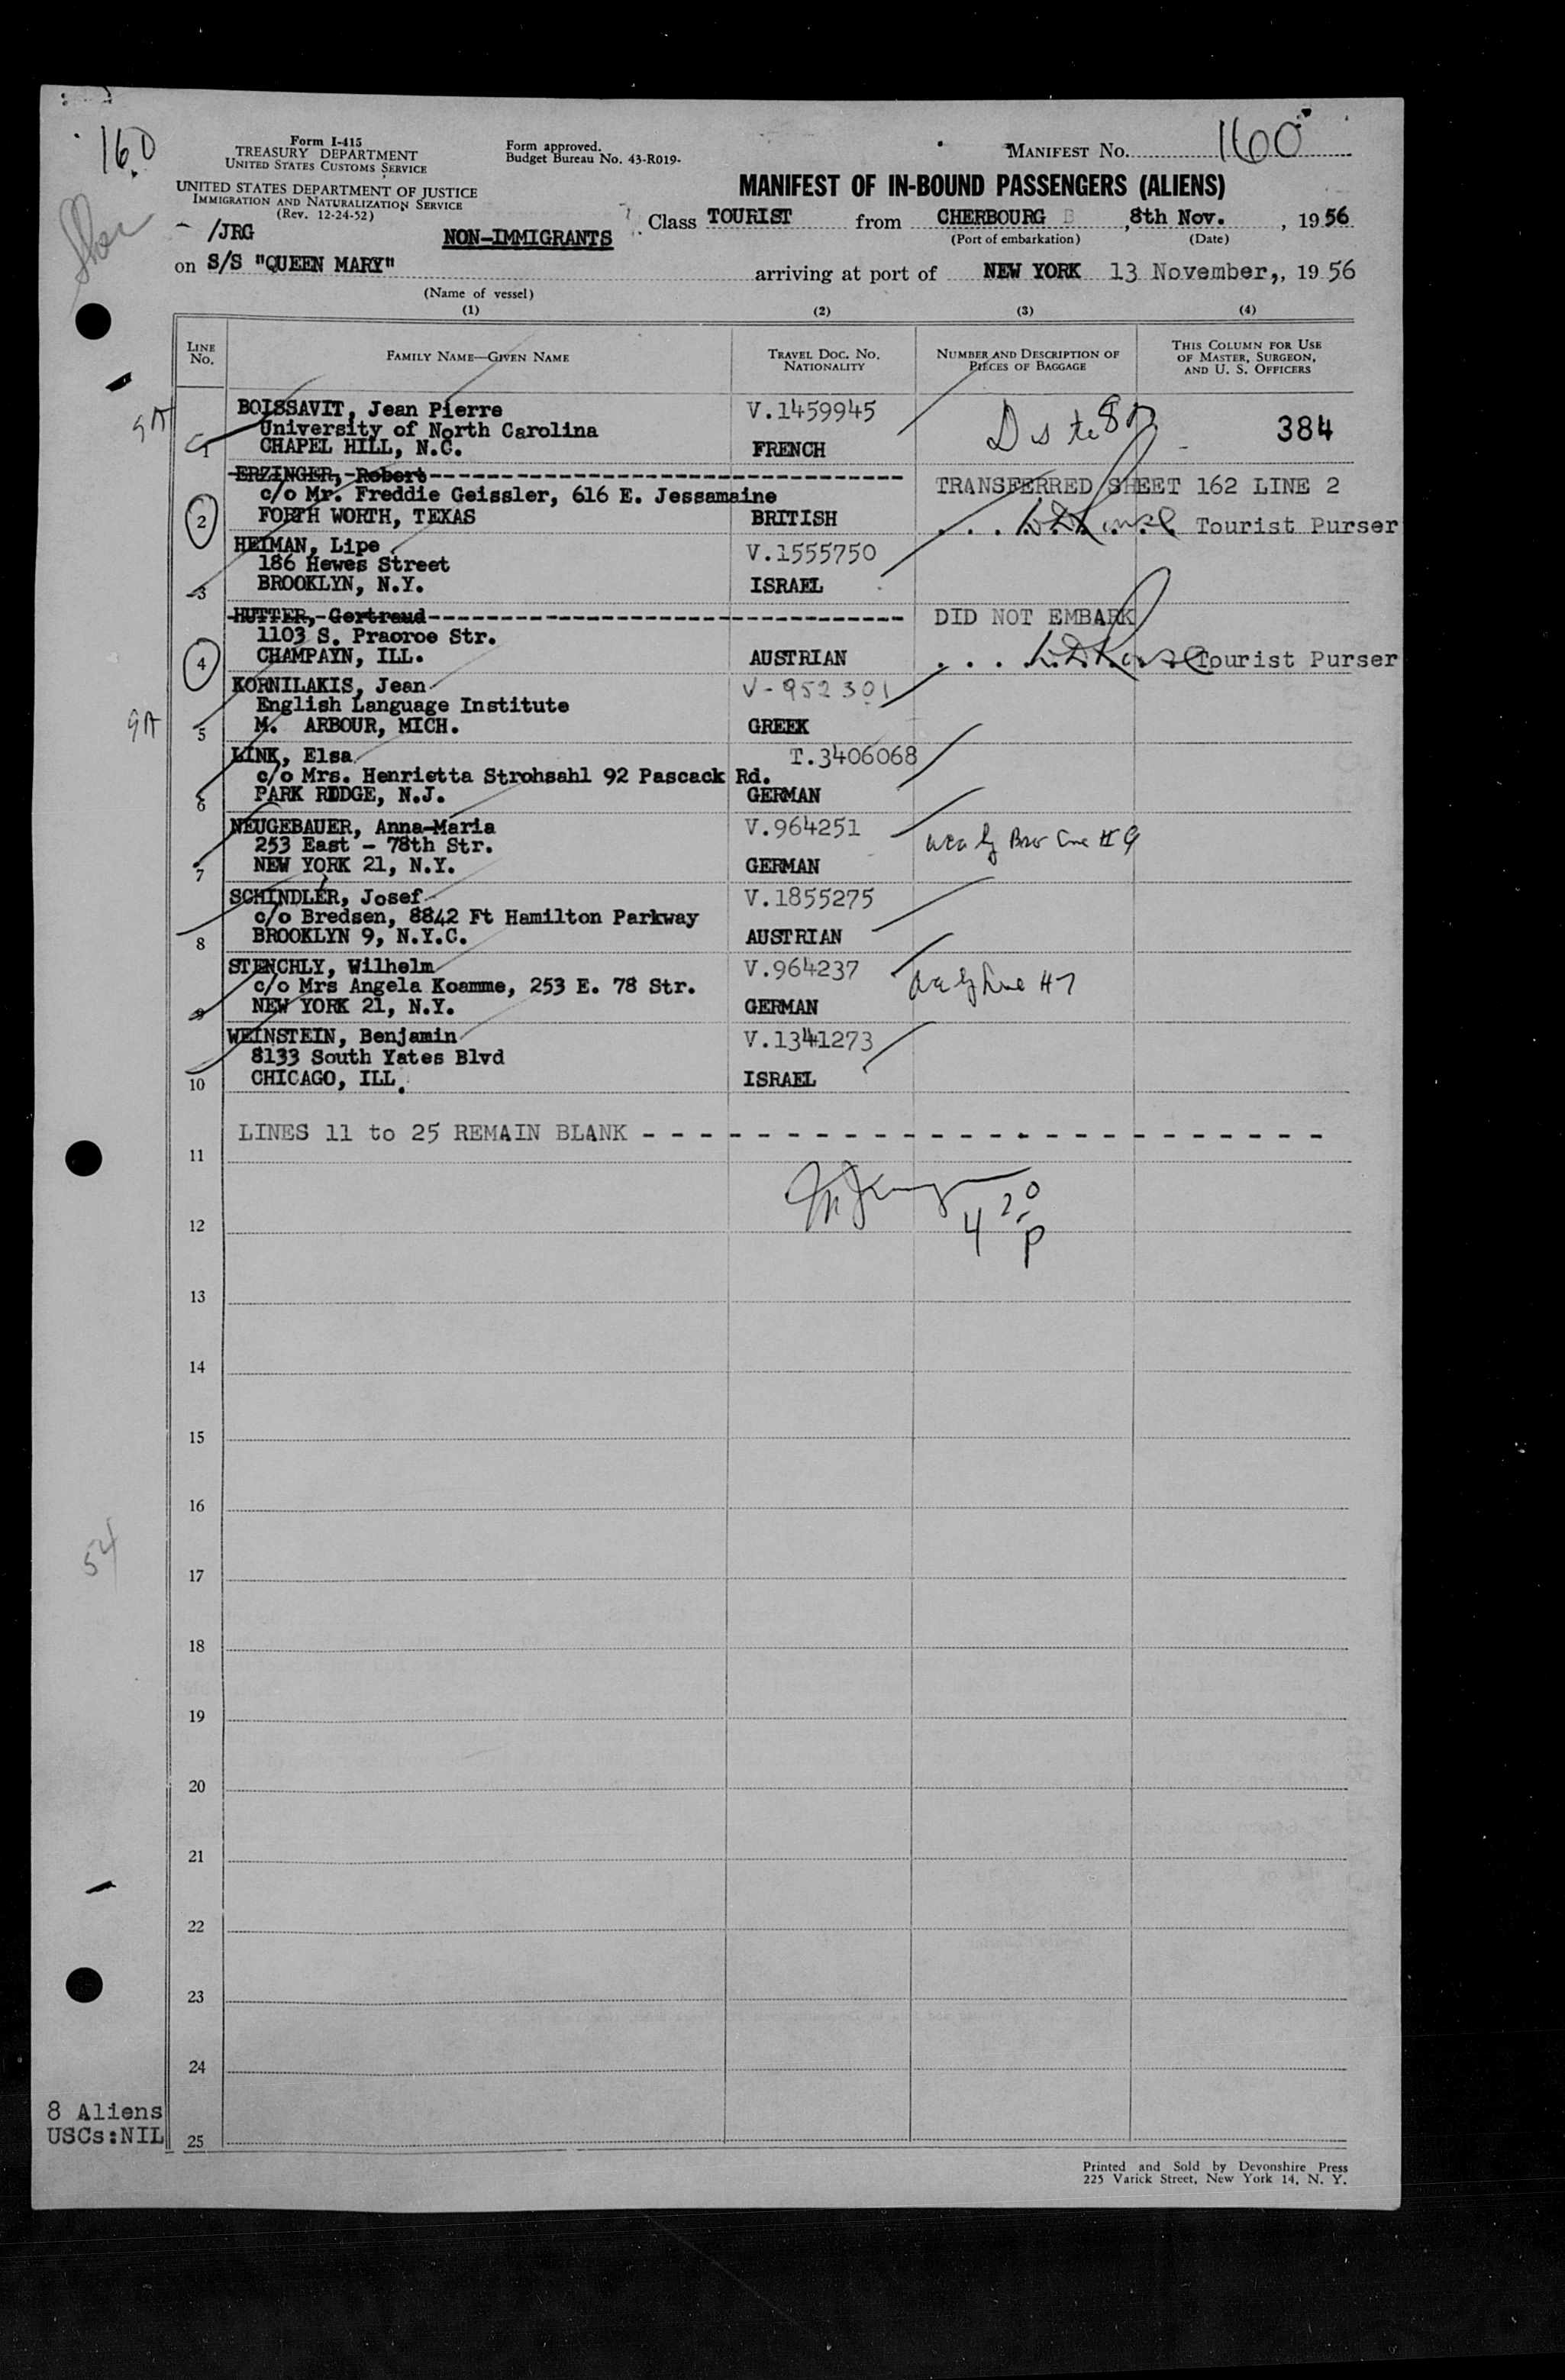 160
Form I-415
TREASURY DEPARTMENT
UNITED STATES CUSTOMS SERVICE
UNITED STATES DEPARTMENT OF JUSTICE
IMMIGRATION AND NATURALIZATION SERVICE
(Rev. 12-24-52)
Form approved.
Budget Bureau No. 43-R019-
MANIFEST No. 160
MANIFEST OF IN-BOUND PASSENGERS (ALIENS)
/JRG
NON-IMMIGRANTS
Class TOURIST from CHERBOURG, 8th Nov., 1956
(Port of embarkation) (Date)
on S/S "QUEEN MARY" arriving at port of NEW YORK 13 November,, 1956
(Name of vessel)
(1) (2) (3) (4)
LINE No. FAMILY NAME—GIVEN NAME TRAVEL DOC. NO. NATIONALITY NUMBER AND DESCRIPTION OF PIECES OF BAGGAGE THIS COLUMN FOR USE OF MASTER, SURGEON, AND U. S. OFFICERS
BOISSAVIT, Jean Pierre V.1459945
University of North Carolina 384
1 CHAPEL HILL, N.C. FRENCH
ERZINGER,-Robert
c/o Mr. Freddie Geissler, 616 E. Jessamaine TRANSFERRED SHEET 162 LINE 2
2 FORTH WORTH, TEXAS BRITISH ... Tourist Purser
HEIMAN, Lipe V.1555750
186 Hewes Street
3 BROOKLYN, N.Y. ISRAEL
HUTTER,-Gertraud DID NOT EMBARK
1103 S. Praoroe Str.
4 CHAMPAYN, ILL. AUSTRIAN ... Tourist Purser
KORNILAKIS, Jean V-952301
English Language Institute
5 M. ARBOUR, MICH. GREEK
LINK, Elsa T.3406068
c/o Mrs. Henrietta Strohsahl 92 Pascack Rd.
6 PARK RIDGE, N.J. GERMAN
NEUGEBAUER, Anna-Maria V.964251
253 East - 78th Str.
7 NEW YORK 21, N.Y. GERMAN
SCHINDLER, Josef V.1855275
c/o Bredsen, 8842 Ft Hamilton Parkway
8 BROOKLYN 9, N.Y.C. AUSTRIAN
STENCHLY, Wilhelm V.964237
c/o Mrs Angela Koamme, 253 E. 78 Str.
9 NEW YORK 21, N.Y. GERMAN
WEINSTEIN, Benjamin V.1341273
8133 South Yates Blvd
10 CHICAGO, ILL. ISRAEL
LINES 11 to 25 REMAIN BLANK - - - - - - - - - - - - - - - - - - - - - - - -
11
12
4 20 p
13
14
15
16
54
17
18
19
20
21
22
23
24
8 Aliens
USCs:NIL
25
Printed and Sold by Devonshire Press
225 Varick Street, New York 14, N. Y.